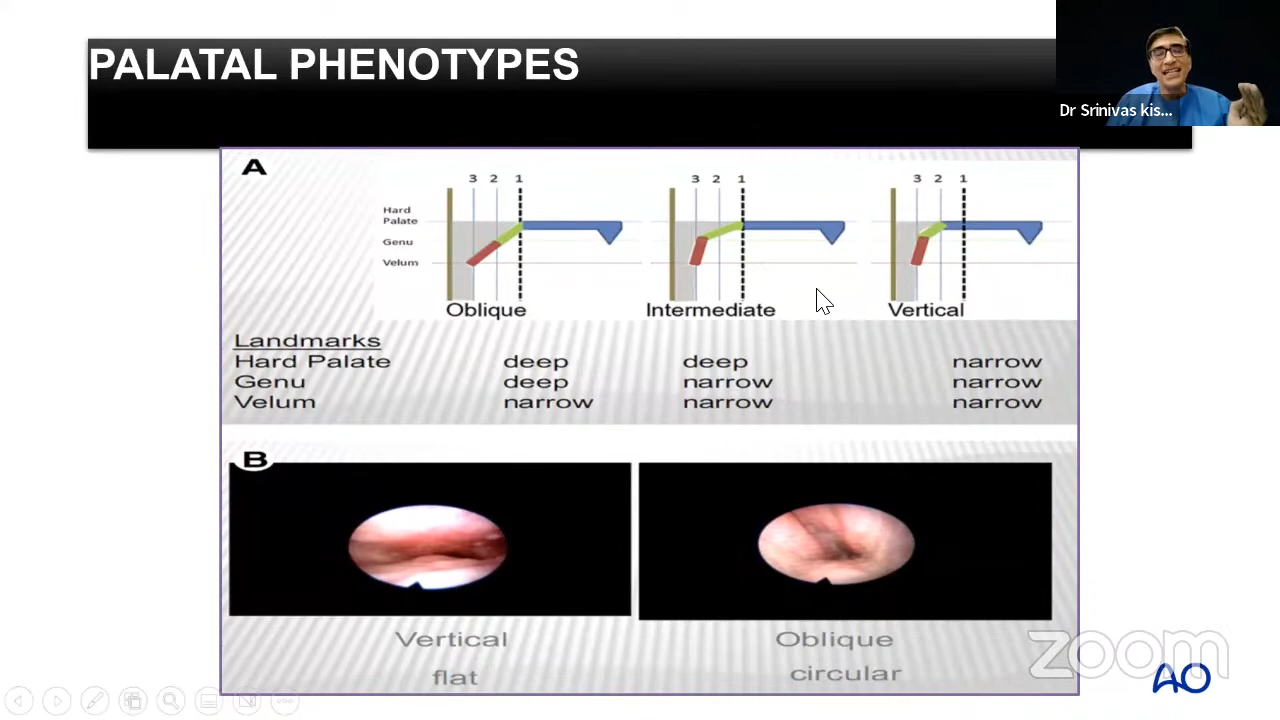 PALATAL PHENOTYPES
Dr Srinivas kis...
A
3 2 1
3 2 1
3 2 1
Hard
Palate
Genu
Velum
Oblique
Intermediate
Vertical
Landmarks
Hard Palate deep deep narrow
Genu deep narrow narrow
Velum narrow narrow narrow
B
Vertical
flat
Oblique
circular
zoom
AO